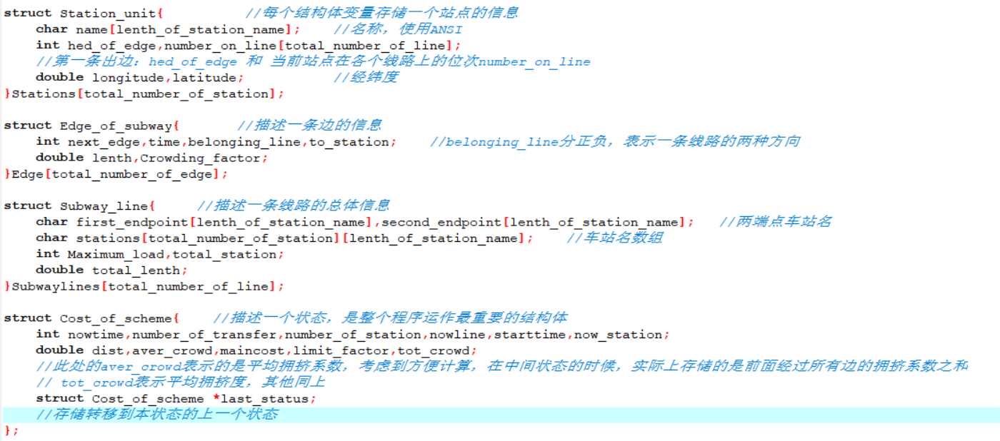 struct Station_unit{ //每个结构体变量存储一个站点的信息
char name[lenth_of_station_name]; //名称，使用ANSI
int hed_of_edge,number_on_line[total_number_of_line];
//第一条出边：hed_of_edge 和 当前站点在各个线路上的位次number_on_line
double longitude,latitude; //经纬度
}Stations[total_number_of_station];
struct Edge_of_subway{ //描述一条边的信息
int next_edge,time,belonging_line,to_station; //belonging_line分正负，表示一条线路的两种方向
double lenth,Crowding_factor;
}Edge[total_number_of_edge];
struct Subway_line{ //描述一条线路的总体信息
char first_endpoint[lenth_of_station_name],second_endpoint[lenth_of_station_name]; //两端点车站名
char stations[total_number_of_station][lenth_of_station_name]; //车站名数组
int Maximum_load,total_station;
double total_lenth;
}Subwaylines[total_number_of_line];
struct Cost_of_scheme{ //描述一个状态，是整个程序运作最重要的结构体
int nowtime,number_of_transfer,number_of_station,nowline,starttime,now_station;
double dist,aver_crowd,maincost,limit_factor,tot_crowd;
//此处的aver_crowd表示的是平均拥挤系数，考虑到方便计算，在中间状态的时候，实际上存储的是前面经过所有边的拥挤系数之和
// tot_crowd表示平均拥挤度，其他同上
struct Cost_of_scheme *last_status;
//存储转移到本状态的上一个状态
};